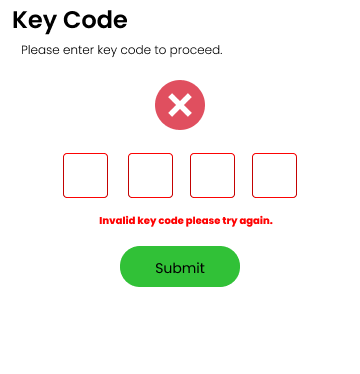 Key Code
Please enter key code to proceed.
Invalid key code please try again.
Submit